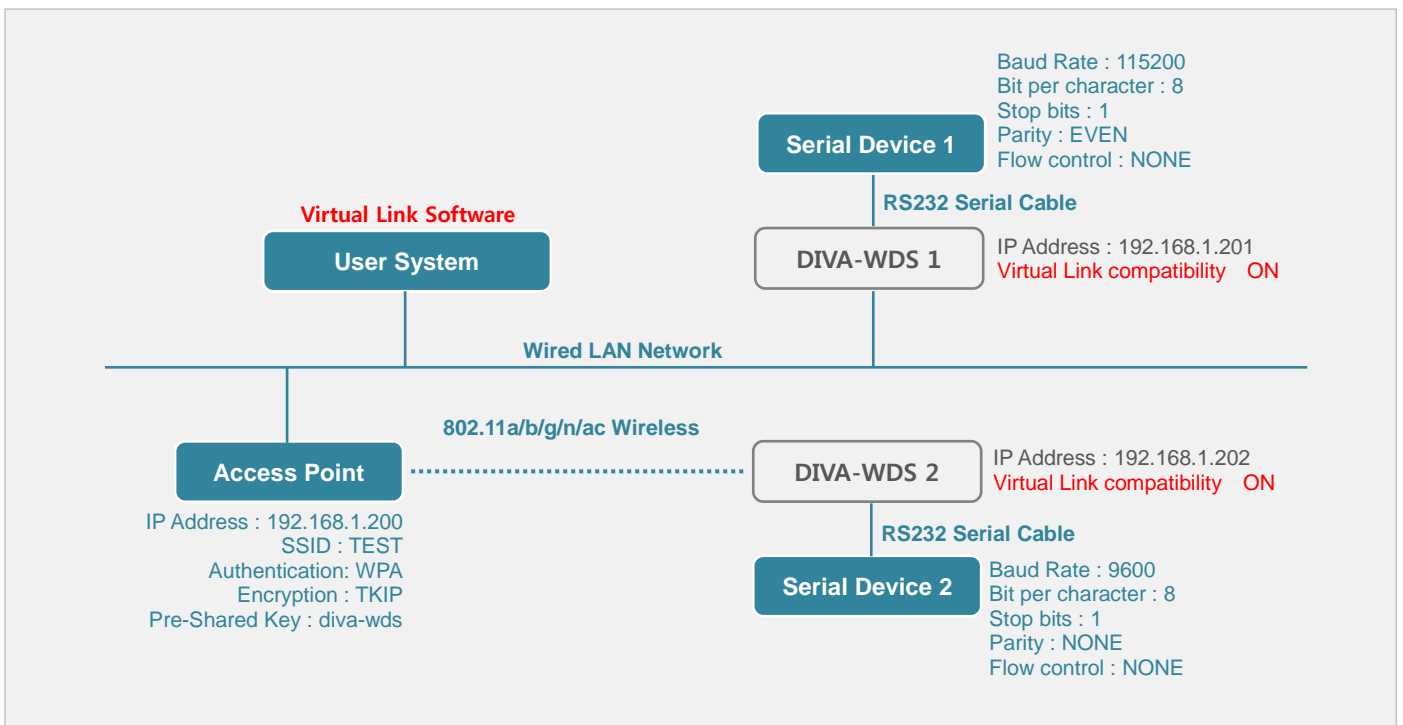 Baud Rate : 115200
Bit per character : 8
Stop bits : 1
Parity : EVEN
Flow control : NONE
Serial Device 1
RS232 Serial Cable
Virtual Link Software
User System
DIVA-WDS 1
IP Address : 192.168.1.201
Virtual Link compatibility ON
Wired LAN Network
802.11a/b/g/n/ac Wireless
Access Point
DIVA-WDS 2
IP Address : 192.168.1.202
Virtual Link compatibility ON
IP Address : 192.168.1.200
SSID : TEST
Authentication: WPA
Encryption : TKIP
Pre-Shared Key : diva-wds
RS232 Serial Cable
Serial Device 2
Baud Rate : 9600
Bit per character : 8
Stop bits : 1
Parity : NONE
Flow control : NONE